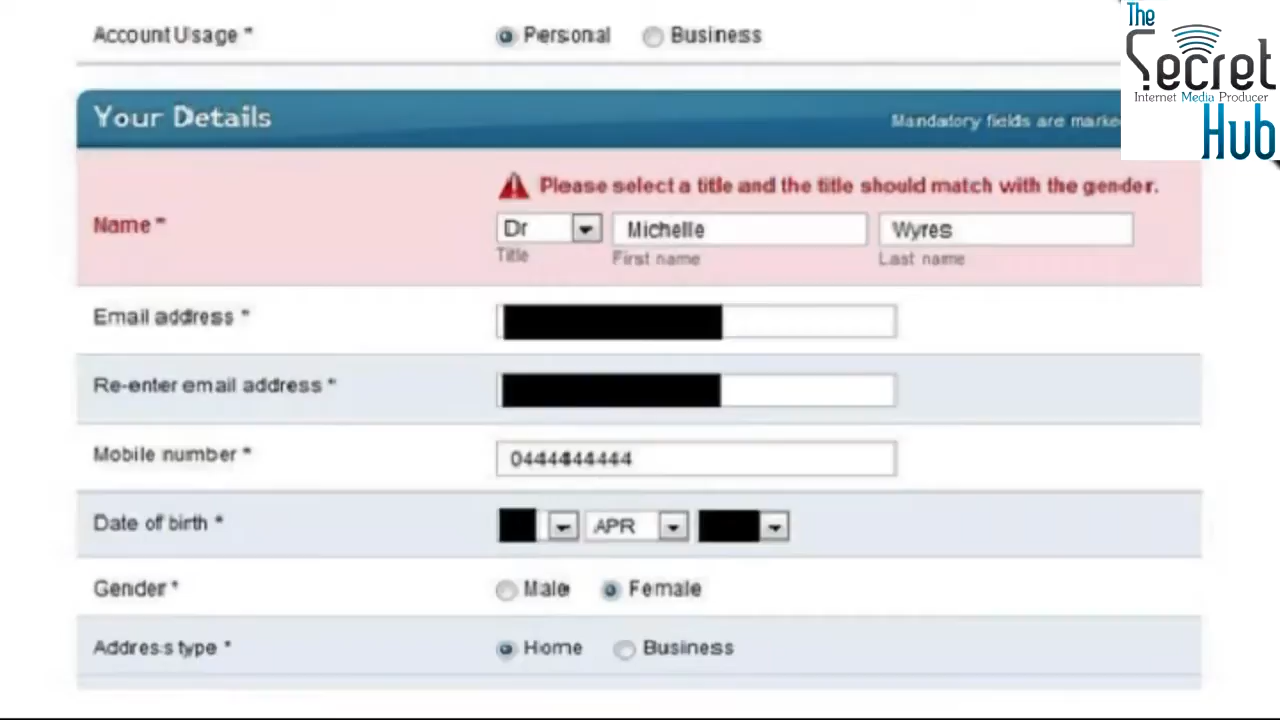 Account Usage * Personal Business
The
Secret
Internet Media Producer
Hub
Your Details Mandatory fields are
Please select a title and the title should match with the gender.
Name * Dr Michelle Wyres
Title First name Last name
Email address *
Re-enter email address *
Mobile number * 0444444444
Date of birth * APR
Gender * Male Female
Address type * Home Business